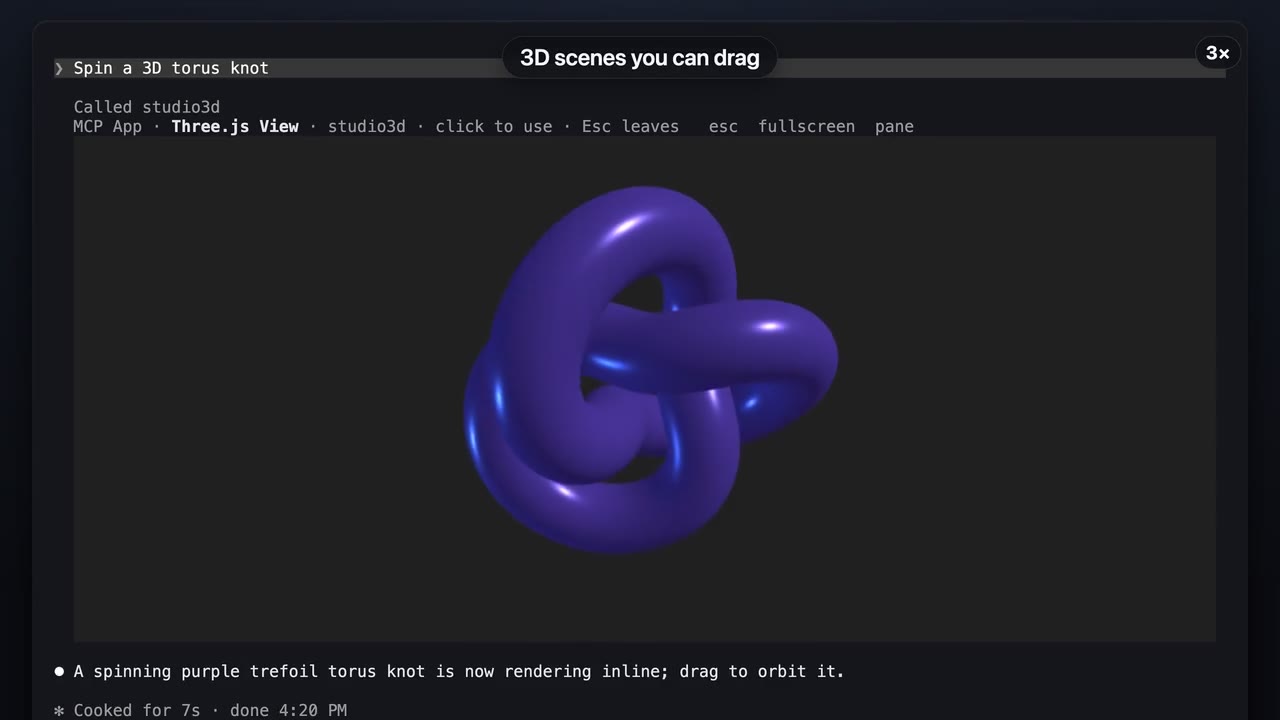 3D scenes you can drag
3×
❯ Spin a 3D torus knot
Called studio3d
MCP App · Three.js View · studio3d · click to use · Esc leaves esc fullscreen pane
● A spinning purple trefoil torus knot is now rendering inline; drag to orbit it.
✻ Cooked for 7s · done 4:20 PM